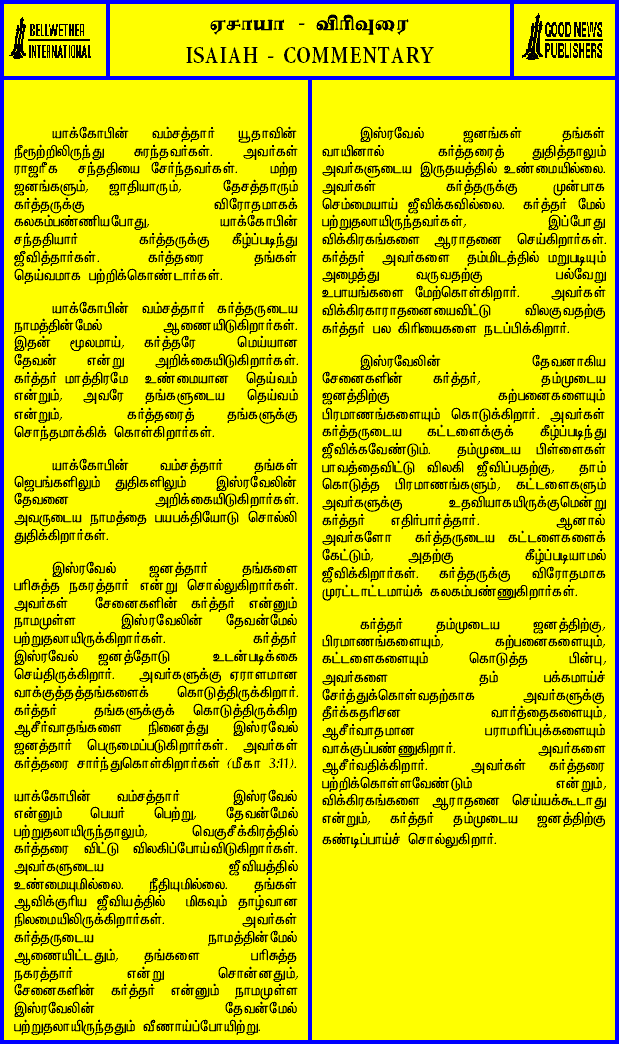 BELLWETHER
INTERNATIONAL
ஏசாயா - விரிவுரை
ISAIAH - COMMENTARY
GOOD NEWS
PUBLISHERS
யாக்கோபின் வம்சத்தார் யூதாவின்
நீரூற்றிலிருந்து சுரந்தவர்கள். அவர்கள்
ராஜரீக சந்ததியை சேர்ந்தவர்கள். மற்ற
ஜனங்களும், ஜாதியாரும், தேசத்தாரும்
கர்த்தருக்கு விரோதமாகக்
கலகம்பண்ணியபோது, யாக்கோபின்
சந்ததியார் கர்த்தருக்கு கீழ்ப்படிந்து
ஜீவித்தார்கள். கர்த்தரை தங்கள்
தெய்வமாக பற்றிக்கொண்டார்கள்.
யாக்கோபின் வம்சத்தார் கர்த்தருடைய
நாமத்தின்மேல் ஆணையிடுகிறார்கள்.
இதன் மூலமாய், கர்த்தரே மெய்யான
தேவன் என்று அறிக்கையிடுகிறார்கள்.
கர்த்தர் மாத்திரமே உண்மையான தெய்வம்
என்றும், அவரே தங்களுடைய தெய்வம்
என்றும், கர்த்தரைத் தங்களுக்கு
சொந்தமாக்கிக் கொள்கிறார்கள்.
யாக்கோபின் வம்சத்தார் தங்கள்
ஜெபங்களிலும் துதிகளிலும் இஸ்ரவேலின்
தேவனை அறிக்கையிடுகிறார்கள்.
அவருடைய நாமத்தை பயபக்தியோடு சொல்லி
துதிக்கிறார்கள்.
இஸ்ரவேல் ஜனத்தார் தங்களை
பரிசுத்த நகரத்தார் என்று சொல்லுகிறார்கள்.
அவர்கள் சேனைகளின் கர்த்தர் என்னும்
நாமமுள்ள இஸ்ரவேலின் தேவன்மேல்
பற்றுதலாயிருக்கிறார்கள். கர்த்தர்
இஸ்ரவேல் ஜனத்தோடு உடன்படிக்கை
செய்திருக்கிறார். அவர்களுக்கு ஏராளமான
வாக்குத்தத்தங்களைக் கொடுத்திருக்கிறார்.
கர்த்தர் தங்களுக்குக் கொடுத்திருக்கிற
ஆசீர்வாதங்களை நினைத்து இஸ்ரவேல்
ஜனத்தார் பெருமைப்படுகிறார்கள். அவர்கள்
கர்த்தரை சார்ந்துகொள்கிறார்கள் (மீகா 3:11).
யாக்கோபின் வம்சத்தார் இஸ்ரவேல்
என்னும் பெயர் பெற்று, தேவன்மேல்
பற்றுதலாயிருந்தாலும், வெகுசீக்கிரத்தில்
கர்த்தரை விட்டு விலகிப்போய்விடுகிறார்கள்.
அவர்களுடைய ஜீவியத்தில்
உண்மையுமில்லை. நீதியுமில்லை. தங்கள்
ஆவிக்குரிய ஜீவியத்தில் மிகவும் தாழ்வான
நிலமையிலிருக்கிறார்கள். அவர்கள்
கர்த்தருடைய நாமத்தின்மேல்
ஆணையிட்டதும், தங்களை பரிசுத்த
நகரத்தார் என்று சொன்னதும்,
சேனைகளின் கர்த்தர் என்னும் நாமமுள்ள
இஸ்ரவேலின் தேவன்மேல்
பற்றுதலாயிருந்ததும் வீணாய்ப்போயிற்று.
இஸ்ரவேல் ஜனங்கள் தங்கள்
வாயினால் கர்த்தரைத் துதித்தாலும்
அவர்களுடைய இருதயத்தில் உண்மையில்லை.
அவர்கள் கர்த்தருக்கு முன்பாக
செம்மையாய் ஜீவிக்கவில்லை. கர்த்தர் மேல்
பற்றுதலாயிருந்தவர்கள், இப்போது
விக்கிரகங்களை ஆராதனை செய்கிறார்கள்.
கர்த்தர் அவர்களை தம்மிடத்தில் மறுபடியும்
அழைத்து வருவதற்கு பல்வேறு
உபாயங்களை மேற்கொள்கிறார். அவர்கள்
விக்கிரகாராதனையைவிட்டு விலகுவதற்கு
கர்த்தர் பல கிரியைகளை நடப்பிக்கிறார்.
இஸ்ரவேலின் தேவனாகிய
சேனைகளின் கர்த்தர், தம்முடைய
ஜனத்திற்கு கற்பனைகளையும்
பிரமாணங்களையும் கொடுக்கிறார். அவர்கள்
கர்த்தருடைய கட்டளைக்குக் கீழ்ப்படிந்து
ஜீவிக்கவேண்டும். தம்முடைய பிள்ளைகள்
பாவத்தைவிட்டு விலகி ஜீவிப்பதற்கு, தாம்
கொடுத்த பிரமாணங்களும், கட்டளைகளும்
அவர்களுக்கு உதவியாகயிருக்குமென்று
கர்த்தர் எதிர்பார்த்தார். ஆனால்
அவர்களோ கர்த்தருடைய கட்டளைகளைக்
கேட்டும், அதற்கு கீழ்ப்படியாமல்
ஜீவிக்கிறார்கள். கர்த்தருக்கு விரோதமாக
முரட்டாட்டமாய்க் கலகம்பண்ணுகிறார்கள்.
கர்த்தர் தம்முடைய ஜனத்திற்கு,
பிரமாணங்களையும், கற்பனைகளையும்,
கட்டளைகளையும் கொடுத்த பின்பு,
அவர்களை தம் பக்கமாய்ச்
சேர்த்துக்கொள்வதற்காக அவர்களுக்கு
தீர்க்கதரிசன வார்த்தைகளையும்,
ஆசீர்வாதமான பராமரிப்புக்களையும்
வாக்குப்பண்ணுகிறார். அவர்களை
ஆசீர்வதிக்கிறார். அவர்கள் கர்த்தரை
பற்றிக்கொள்ளவேண்டும் என்றும்,
விக்கிரகங்களை ஆராதனை செய்யக்கூடாது
என்றும், கர்த்தர் தம்முடைய ஜனத்திற்கு
கண்டிப்பாய்ச் சொல்லுகிறார்.